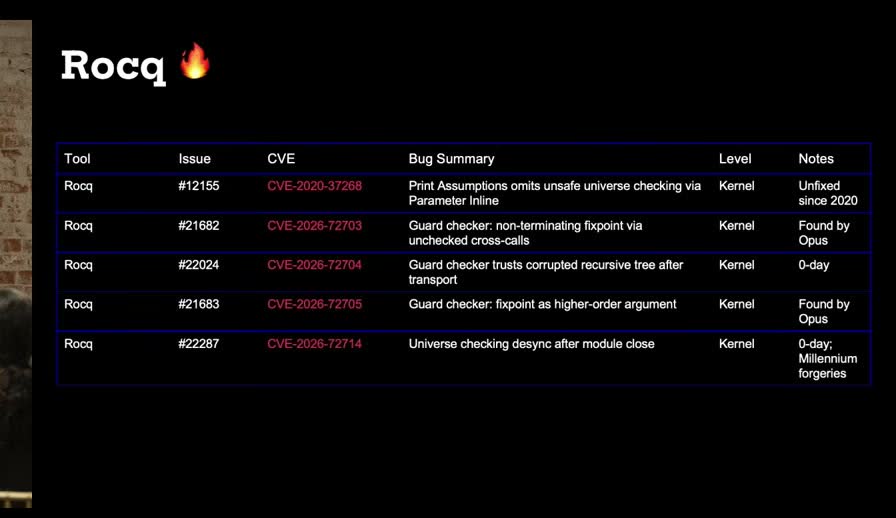 Rocq 🔥
Tool Issue CVE Bug Summary Level Notes
Rocq #12155 CVE-2020-37268 Print Assumptions omits unsafe universe checking via Parameter Inline Kernel Unfixed since 2020
Rocq #21682 CVE-2026-72703 Guard checker: non-terminating fixpoint via unchecked cross-calls Kernel Found by Opus
Rocq #22024 CVE-2026-72704 Guard checker trusts corrupted recursive tree after transport Kernel 0-day
Rocq #21683 CVE-2026-72705 Guard checker: fixpoint as higher-order argument Kernel Found by Opus
Rocq #22287 CVE-2026-72714 Universe checking desync after module close Kernel 0-day; Millennium forgeries